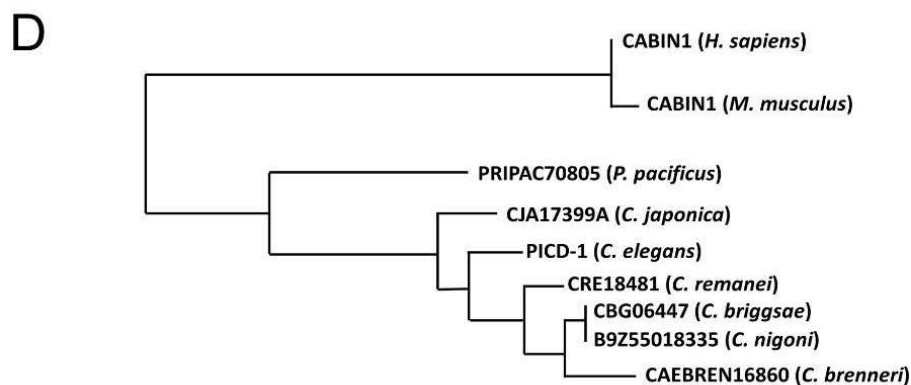 D
CABIN1 (H. sapiens)
CABIN1 (M. musculus)
PRIPAC70805 (P. pacificus)
CJA17399A (C. japonica)
PICD-1 (C. elegans)
CRE18481 (C. remanei)
CBG06447 (C. briggsae)
B9Z55018335 (C. nigoni)
CAEBREN16860 (C. brenneri)